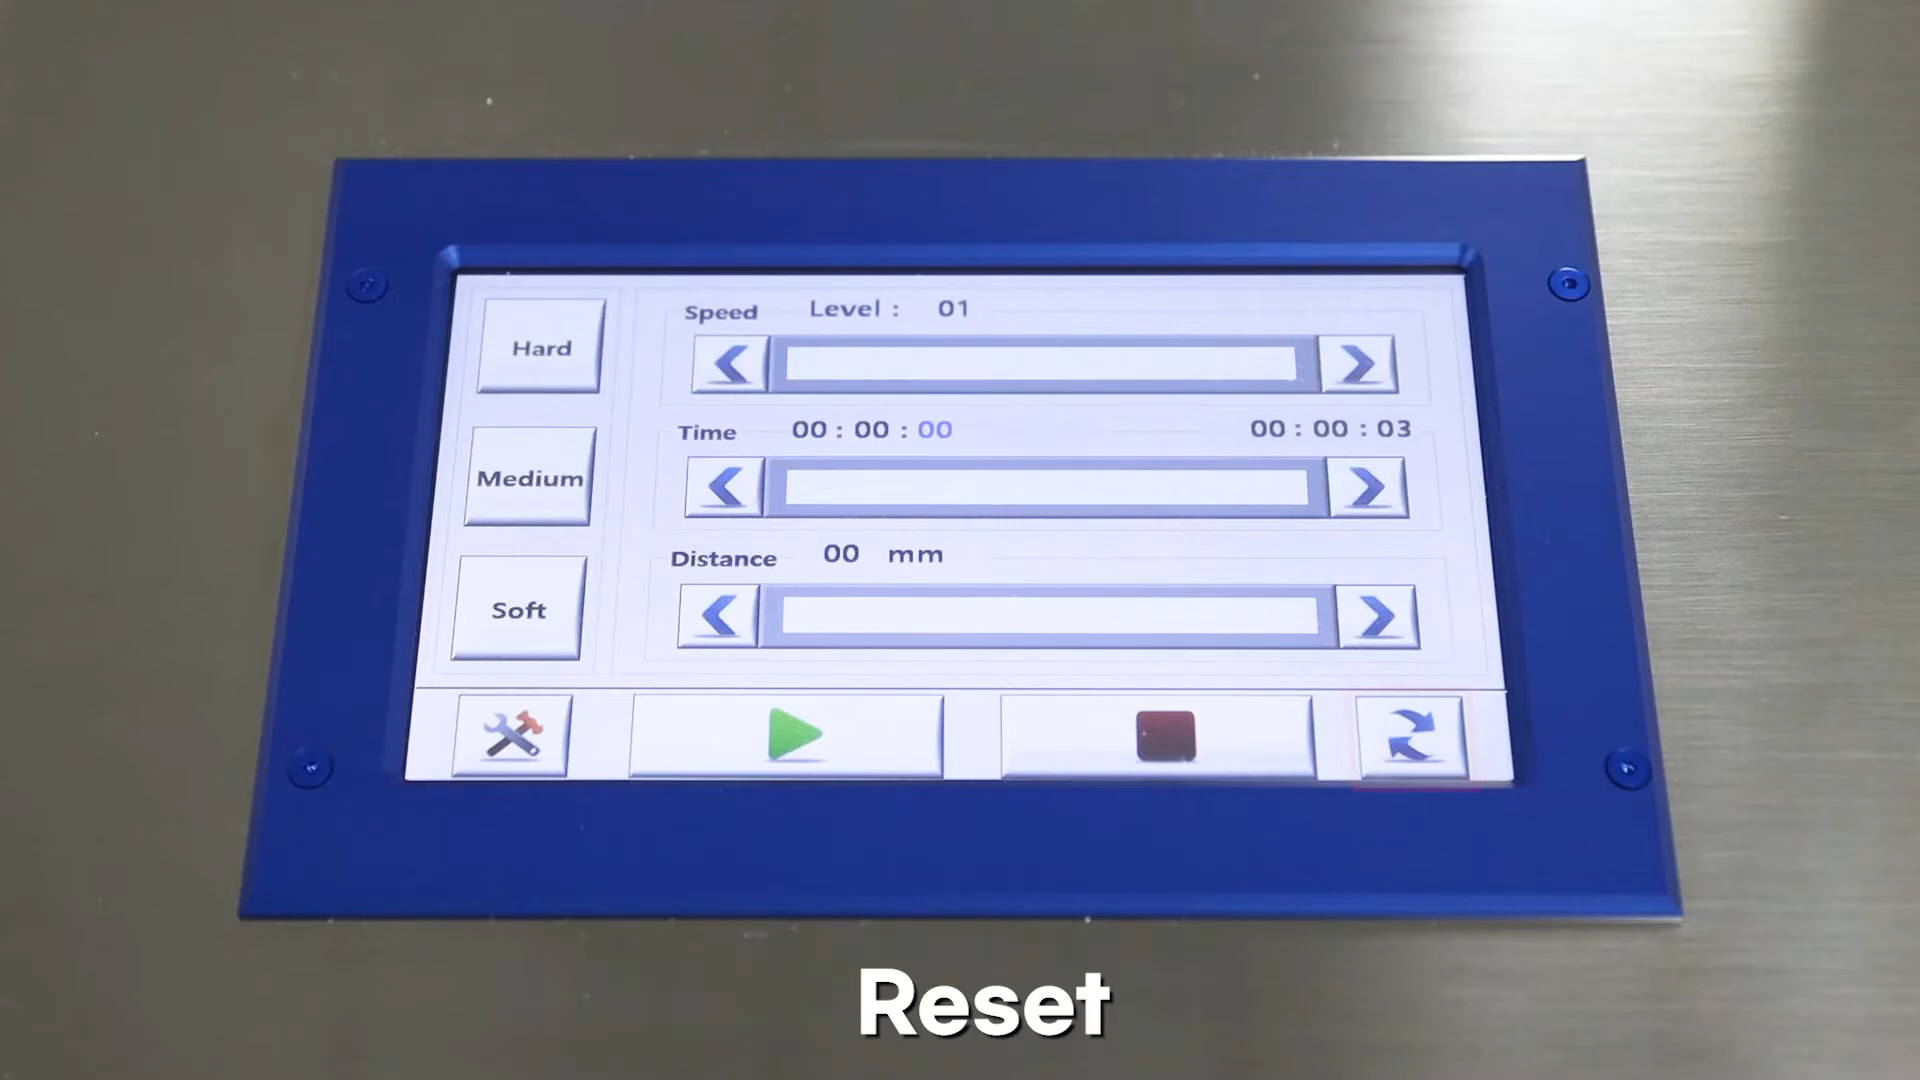 Hard
Medium
Soft
Speed Level : 01
Time 00 : 00 : 00 00 : 00 : 03
Distance 00 mm
Reset